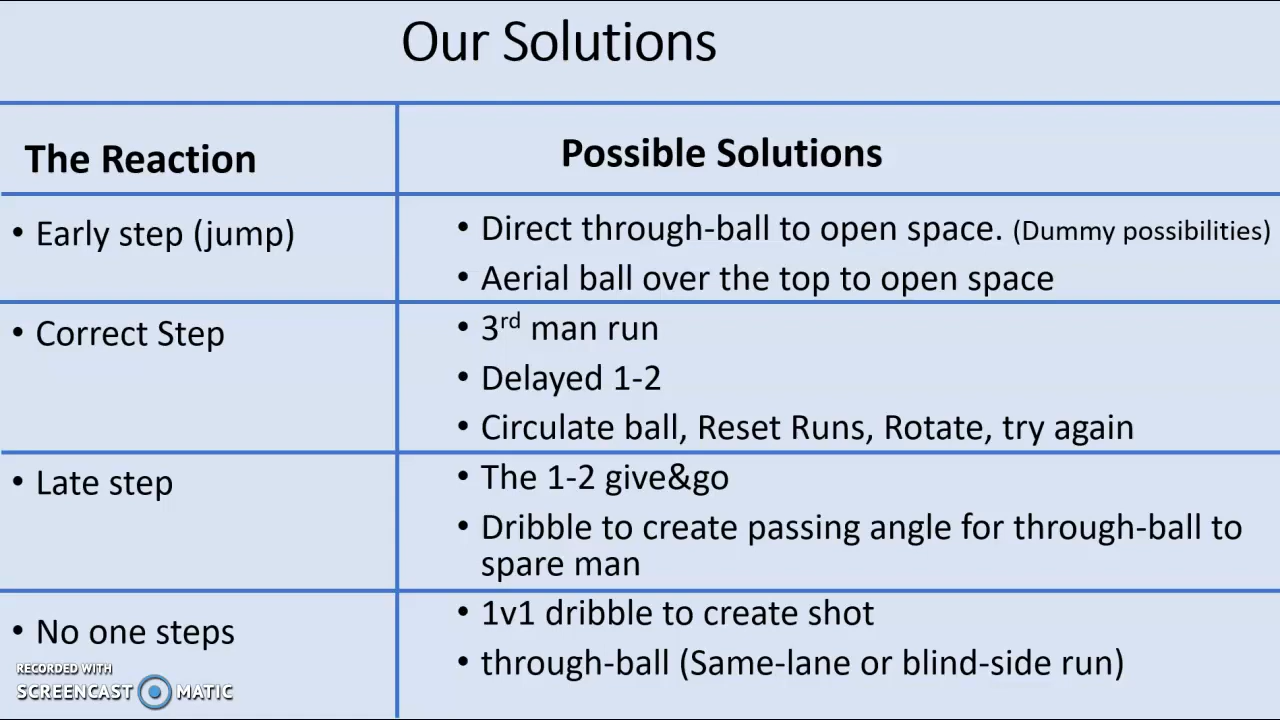 Our Solutions
The Reaction
Possible Solutions
• Early step (jump)
• Direct through-ball to open space. (Dummy possibilities)
• Aerial ball over the top to open space
• Correct Step
• 3rd man run
• Delayed 1-2
• Circulate ball, Reset Runs, Rotate, try again
• Late step
• The 1-2 give&go
• Dribble to create passing angle for through-ball to
spare man
• No one steps
• 1v1 dribble to create shot
• through-ball (Same-lane or blind-side run)
RECORDED WITH
SCREENCAST MATIC